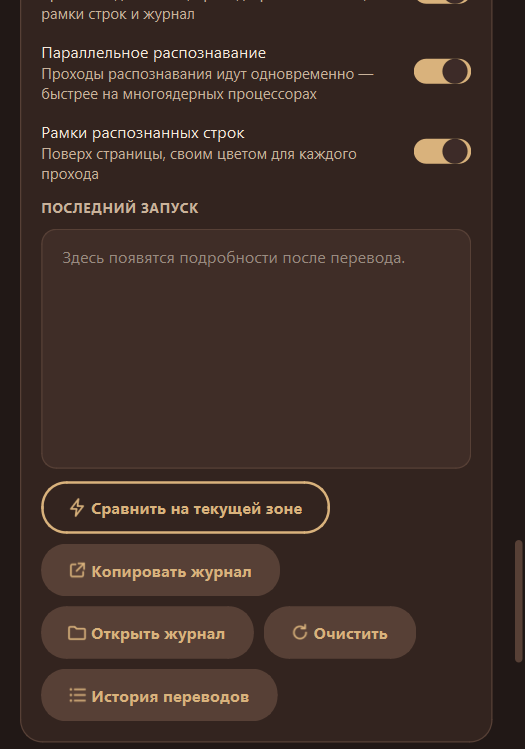 рамки строк и журнал
Параллельное распознавание
Проходы распознавания идут одновременно —
быстрее на многоядерных процессорах
Рамки распознанных строк
Поверх страницы, своим цветом для каждого
прохода
ПОСЛЕДНИЙ ЗАПУСК
Здесь появятся подробности после перевода.
Сравнить на текущей зоне
Копировать журнал
Открыть журнал
Очистить
История переводов